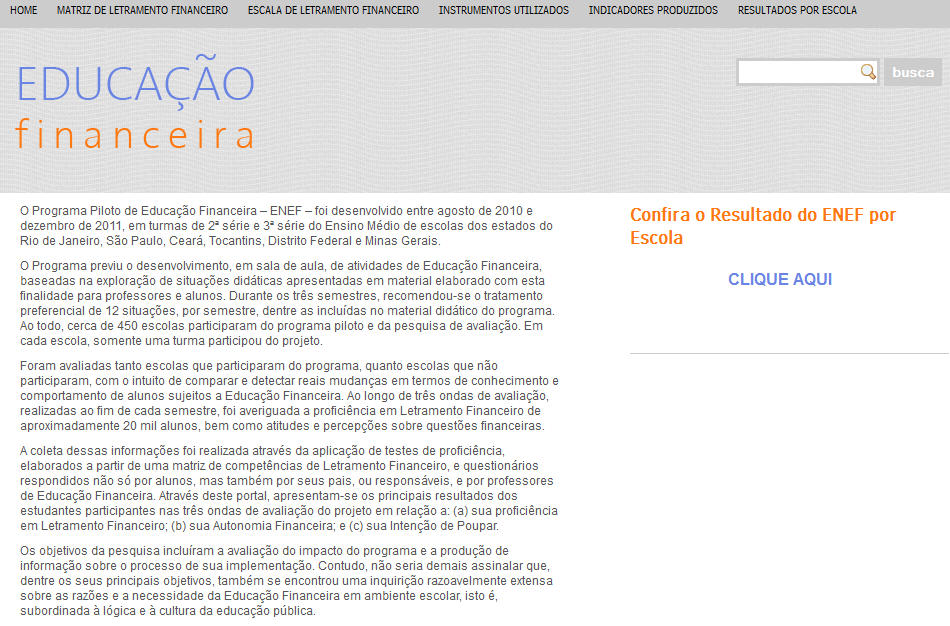 HOME MATRIZ DE LETRAMENTO FINANCEIRO ESCALA DE LETRAMENTO FINANCEIRO INSTRUMENTOS UTILIZADOS INDICADORES PRODUZIDOS RESULTADOS POR ESCOLA
EDUCAÇÃO
financeira
busca
O Programa Piloto de Educação Financeira – ENEF – foi desenvolvido entre agosto de 2010 e
dezembro de 2011, em turmas de 2ª série e 3ª série do Ensino Médio de escolas dos estados do
Rio de Janeiro, São Paulo, Ceará, Tocantins, Distrito Federal e Minas Gerais.
O Programa previu o desenvolvimento, em sala de aula, de atividades de Educação Financeira,
baseadas na exploração de situações didáticas apresentadas em material elaborado com esta
finalidade para professores e alunos. Durante os três semestres, recomendou-se o tratamento
preferencial de 12 situações, por semestre, dentre as incluídas no material didático do programa.
Ao todo, cerca de 450 escolas participaram do programa piloto e da pesquisa de avaliação. Em
cada escola, somente uma turma participou do projeto.
Foram avaliadas tanto escolas que participaram do programa, quanto escolas que não
participaram, com o intuito de comparar e detectar reais mudanças em termos de conhecimento e
comportamento de alunos sujeitos a Educação Financeira. Ao longo de três ondas de avaliação,
realizadas ao fim de cada semestre, foi averiguada a proficiência em Letramento Financeiro de
aproximadamente 20 mil alunos, bem como atitudes e percepções sobre questões financeiras.
A coleta dessas informações foi realizada através da aplicação de testes de proficiência,
elaborados a partir de uma matriz de competências de Letramento Financeiro, e questionários
respondidos não só por alunos, mas também por seus pais, ou responsáveis, e por professores
de Educação Financeira. Através deste portal, apresentam-se os principais resultados dos
estudantes participantes nas três ondas de avaliação do projeto em relação a: (a) sua proficiência
em Letramento Financeiro; (b) sua Autonomia Financeira; e (c) sua Intenção de Poupar.
Os objetivos da pesquisa incluíram a avaliação do impacto do programa e a produção de
informação sobre o processo de sua implementação. Contudo, não seria demais assinalar que,
dentre os seus principais objetivos, também se encontrou uma inquirição razoavelmente extensa
sobre as razões e a necessidade da Educação Financeira em ambiente escolar, isto é,
subordinada à lógica e à cultura da educação pública.
Confira o Resultado do ENEF por
Escola
CLIQUE AQUI